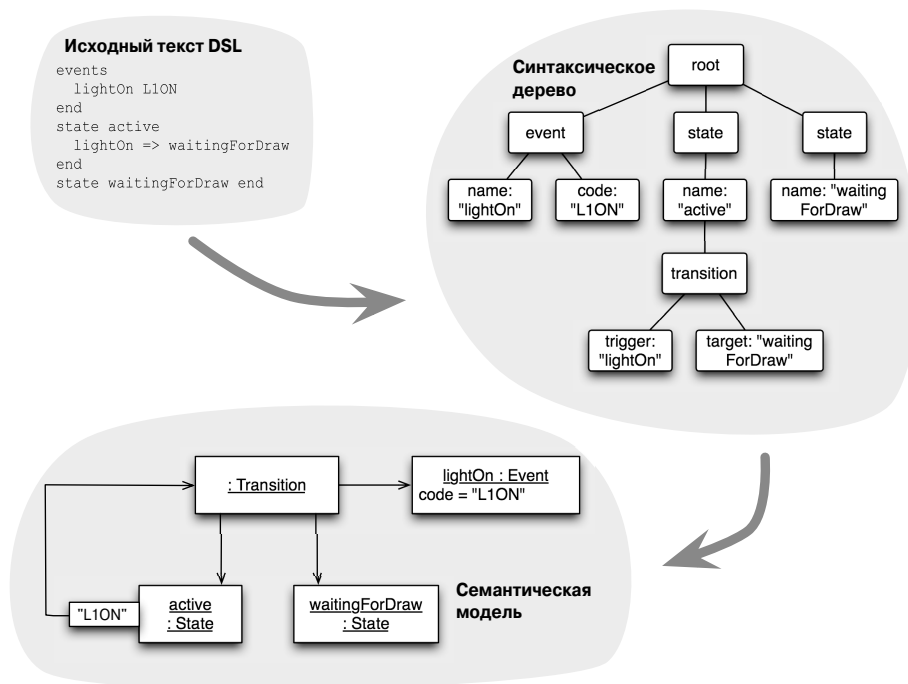 Исходный текст DSL
events
lightOn L1ON
end
state active
lightOn => waitingForDraw
end
state waitingForDraw end
Синтаксическое
дерево
root
event
state
state
name:
"lightOn"
code:
"L1ON"
name:
"active"
name: "waiting
ForDraw"
transition
trigger:
"lightOn"
target: "waiting
ForDraw"
: Transition
lightOn : Event
code = "L1ON"
"L1ON"
active
: State
waitingForDraw
: State
Семантическая
модель